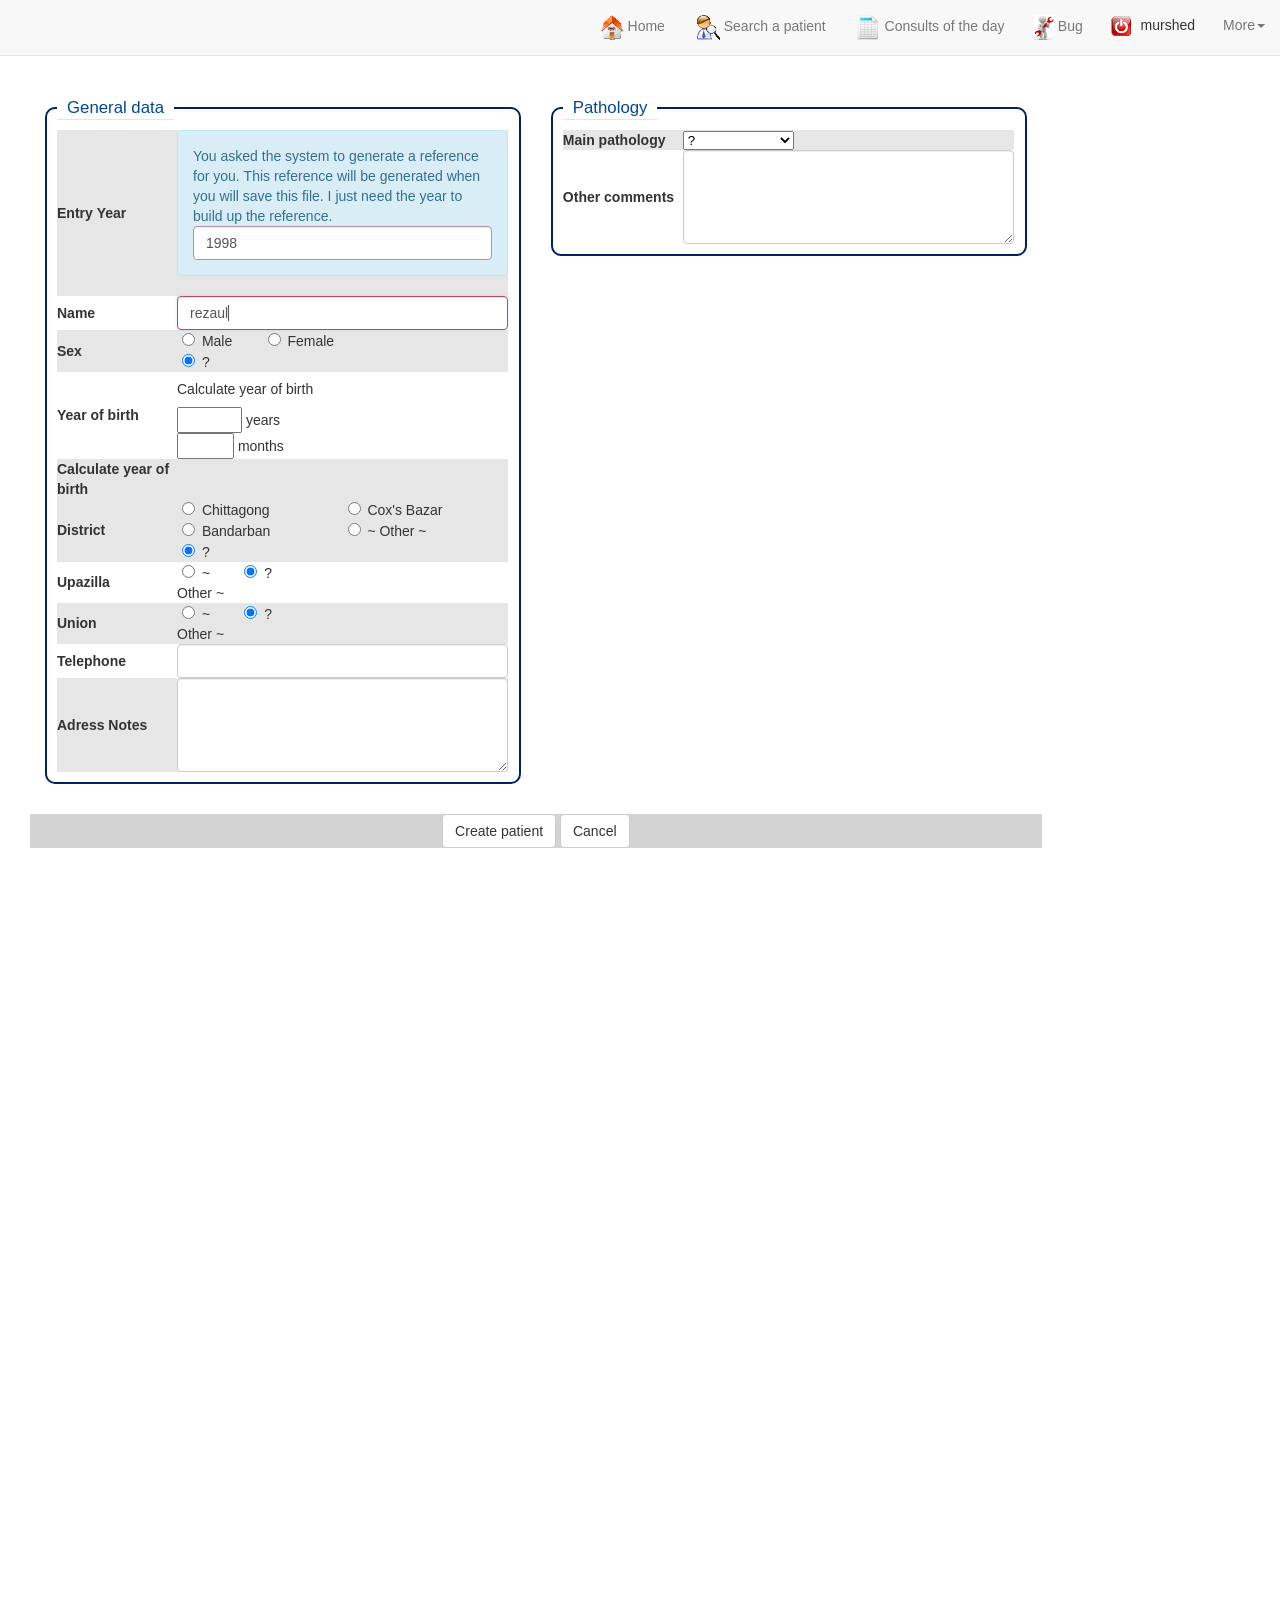 Home Search a patient Consults of the day Bug murshed More
General data
Entry Year
You asked the system to generate a reference
for you. This reference will be generated when
you will save this file. I just need the year to
build up the reference.
1998
Name rezaul
Sex
Male Female
?
Year of birth
Calculate year of birth
years
months
Calculate year of
birth
District
Chittagong Cox's Bazar
Bandarban ~ Other ~
?
Upazilla
~ ?
Other ~
Union
~ ?
Other ~
Telephone
Adress Notes
Pathology
Main pathology ?
Other comments
Create patient Cancel